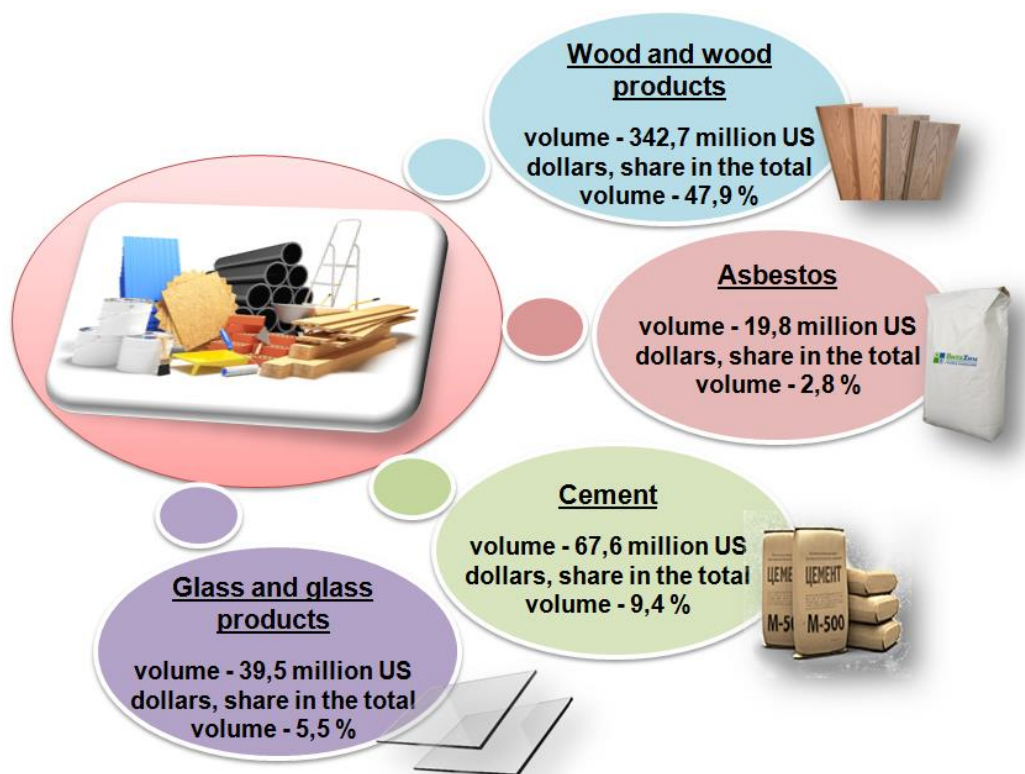 Wood and wood
products
volume - 342,7 million US
dollars, share in the total
volume - 47,9 %
Asbestos
volume - 19,8 million US
dollars, share in the total
volume - 2,8 %
Cement
volume - 67,6 million US
dollars, share in the total
volume - 9,4 %
ЦЕМЕНТ
М-500
Glass and glass
products
volume - 39,5 million US
dollars, share in the total
volume - 5,5 %